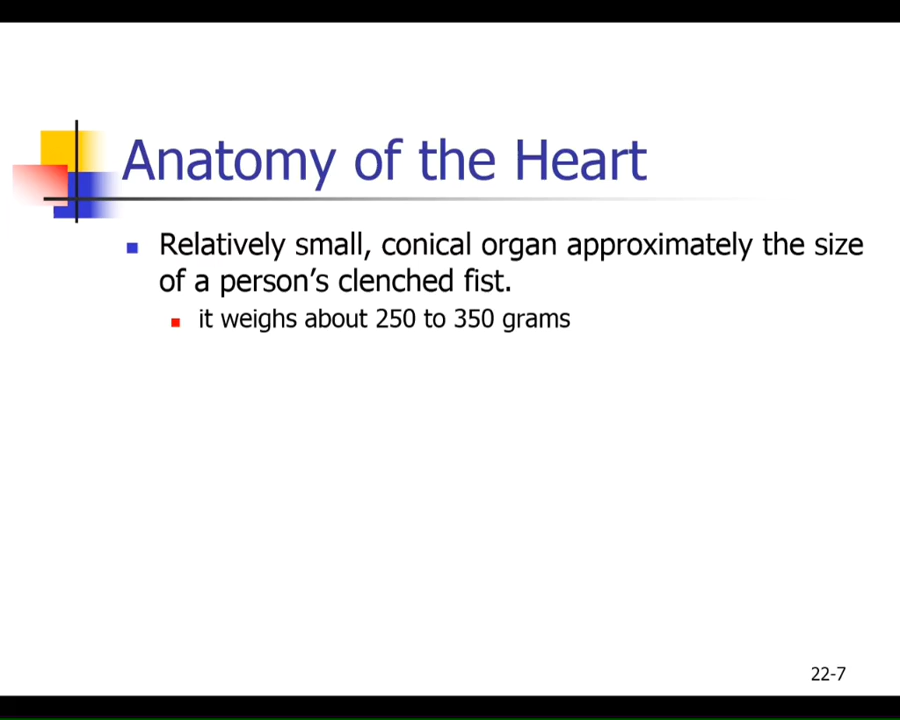 Anatomy of the Heart
Relatively small, conical organ approximately the size
of a person’s clenched fist.
it weighs about 250 to 350 grams
22-7